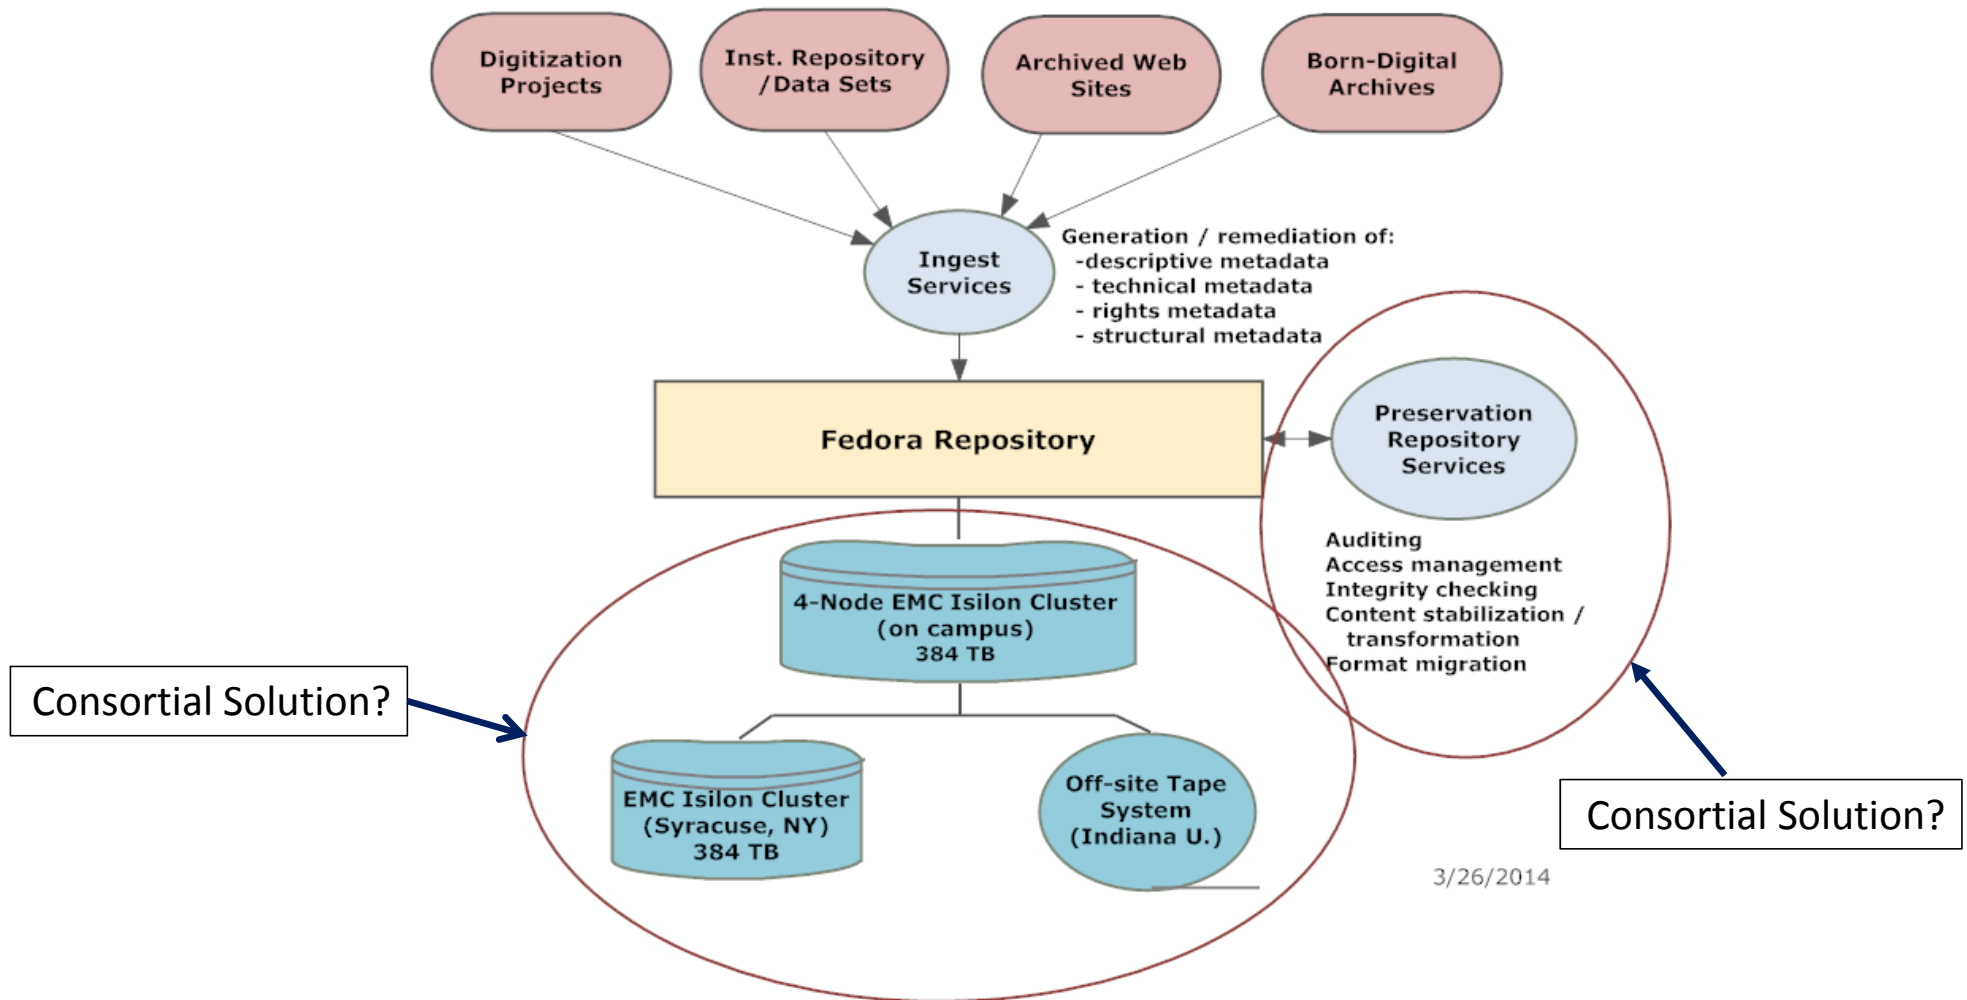 Digitization
Projects
Inst. Repository
/Data Sets
Archived Web
Sites
Born-Digital
Archives
Ingest
Services
Generation / remediation of:
-descriptive metadata
- technical metadata
- rights metadata
- structural metadata
Fedora Repository
Preservation
Repository
Services
Auditing
Access management
Integrity checking
Content stabilization /
transformation
Format migration
4-Node EMC Isilon Cluster
(on campus)
384 TB
Consortial Solution?
EMC Isilon Cluster
(Syracuse, NY)
384 TB
Off-site Tape
System
(Indiana U.)
Consortial Solution?
3/26/2014